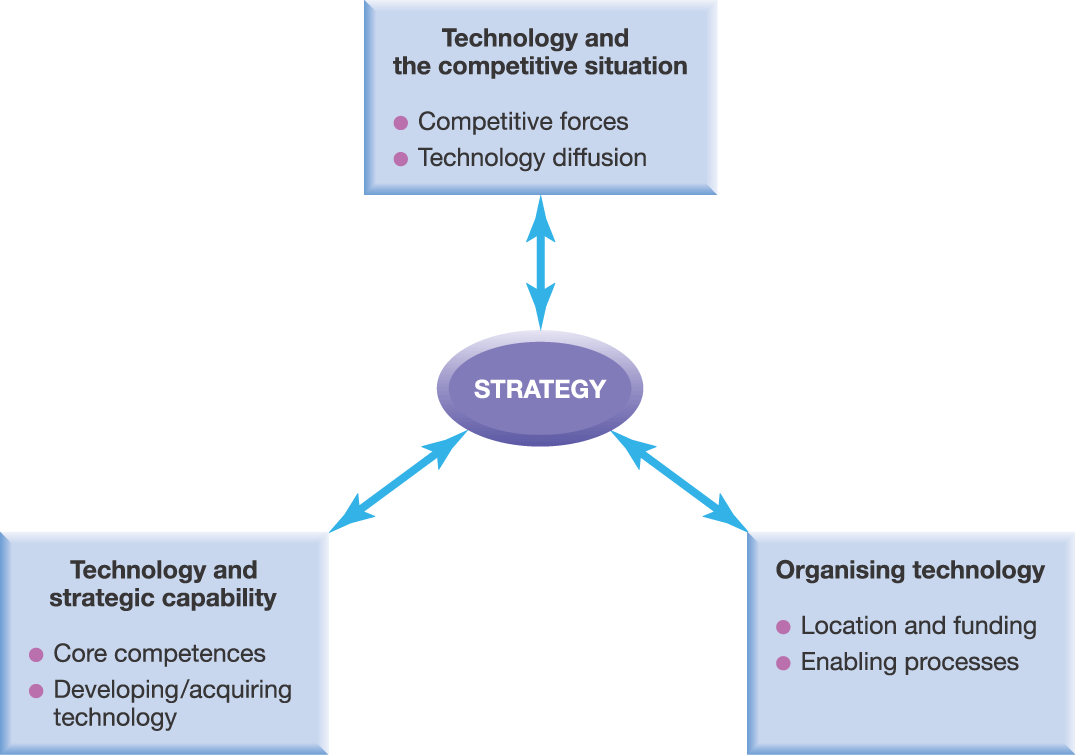 Technology and
the competitive situation
Competitive forces
Technology diffusion
STRATEGY
Technology and
strategic capability
Core competences
Developing/acquiring
technology
Organising technology
Location and funding
Enabling processes